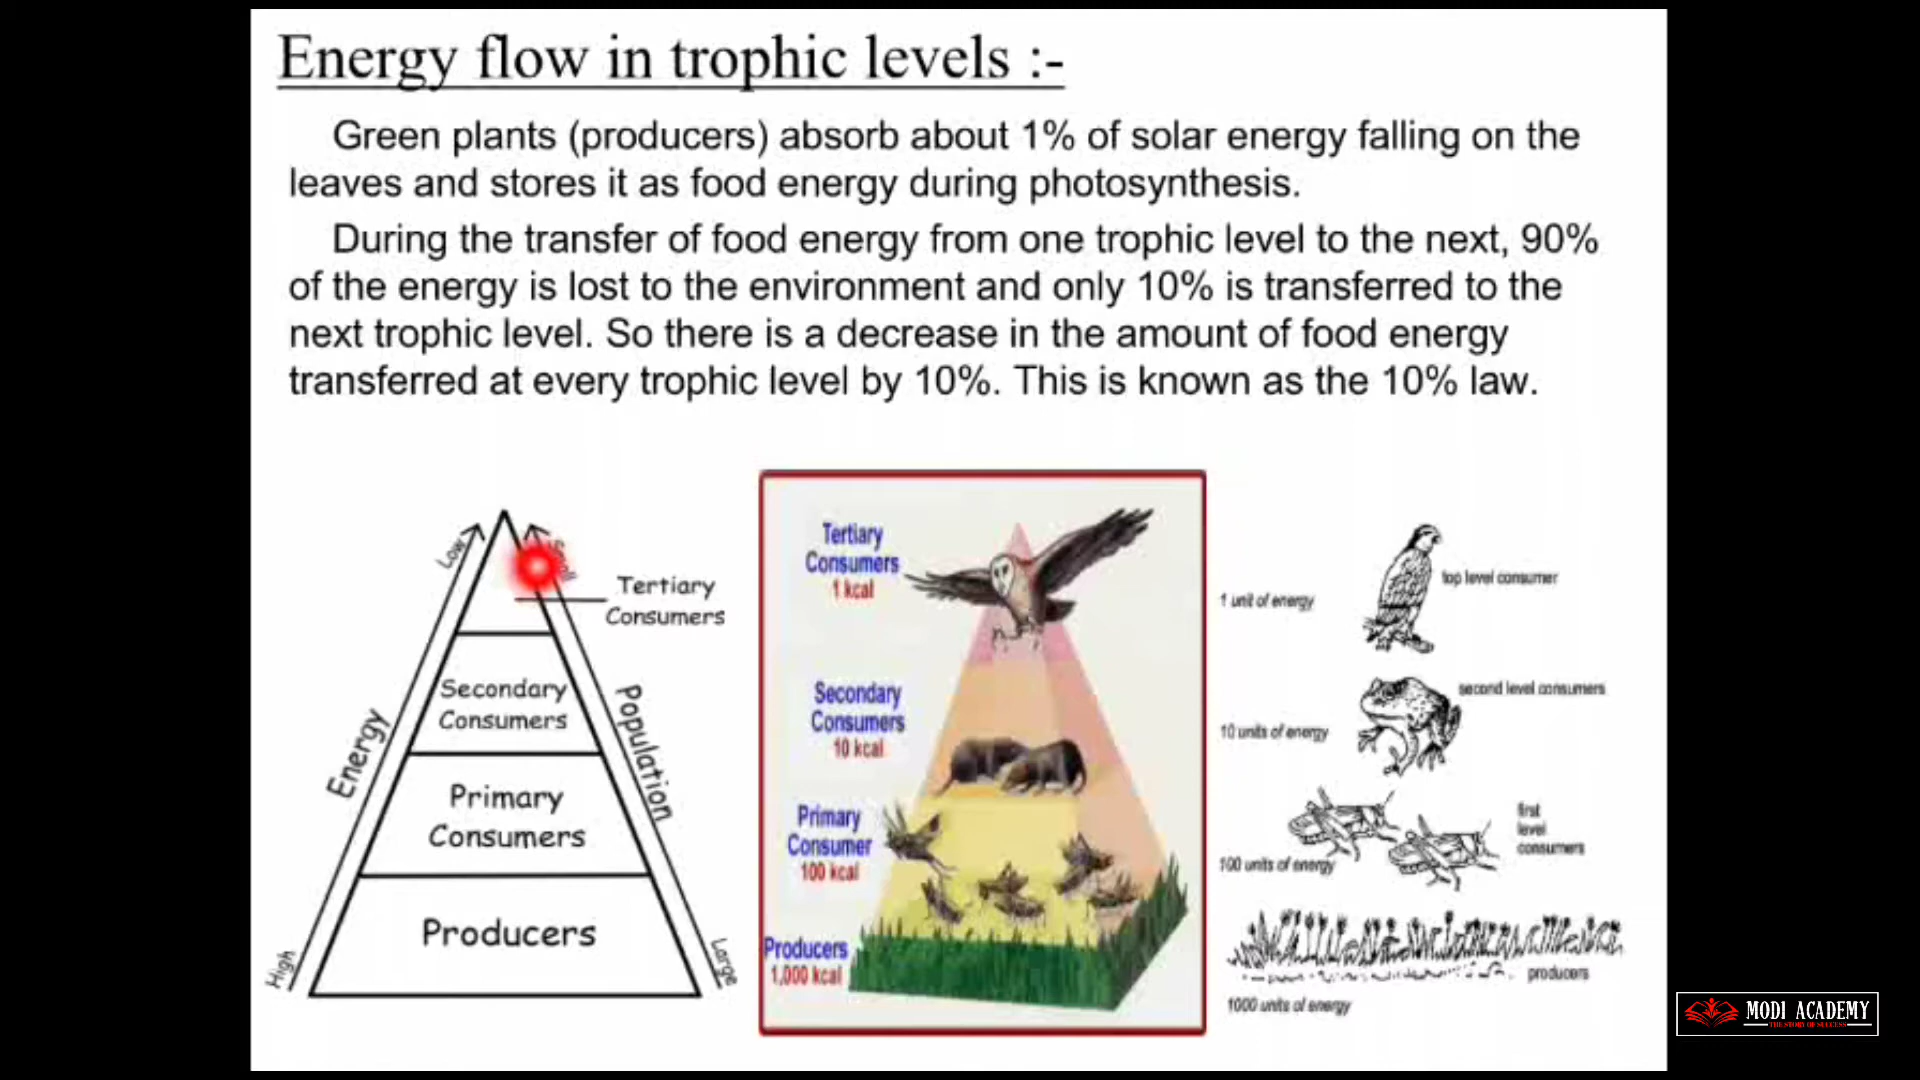 Energy flow in trophic levels :-
Green plants (producers) absorb about 1% of solar energy falling on the
leaves and stores it as food energy during photosynthesis.
During the transfer of food energy from one trophic level to the next, 90%
of the energy is lost to the environment and only 10% is transferred to the
next trophic level. So there is a decrease in the amount of food energy
transferred at every trophic level by 10%. This is known as the 10% law.
Low
Small
Tertiary
Consumers
Secondary
Consumers
Energy
Population
Primary
Consumers
Producers
High
Large
Tertiary
Consumers
1 kcal
Secondary
Consumers
10 kcal
Primary
Consumer
100 kcal
Producers
1,000 kcal
top level consumer
1 unit of energy
second level consumers
10 units of energy
first
level
consumers
100 units of energy
producers
1000 units of energy
MODI ACADEMY
THE STORY OF SUCCESS